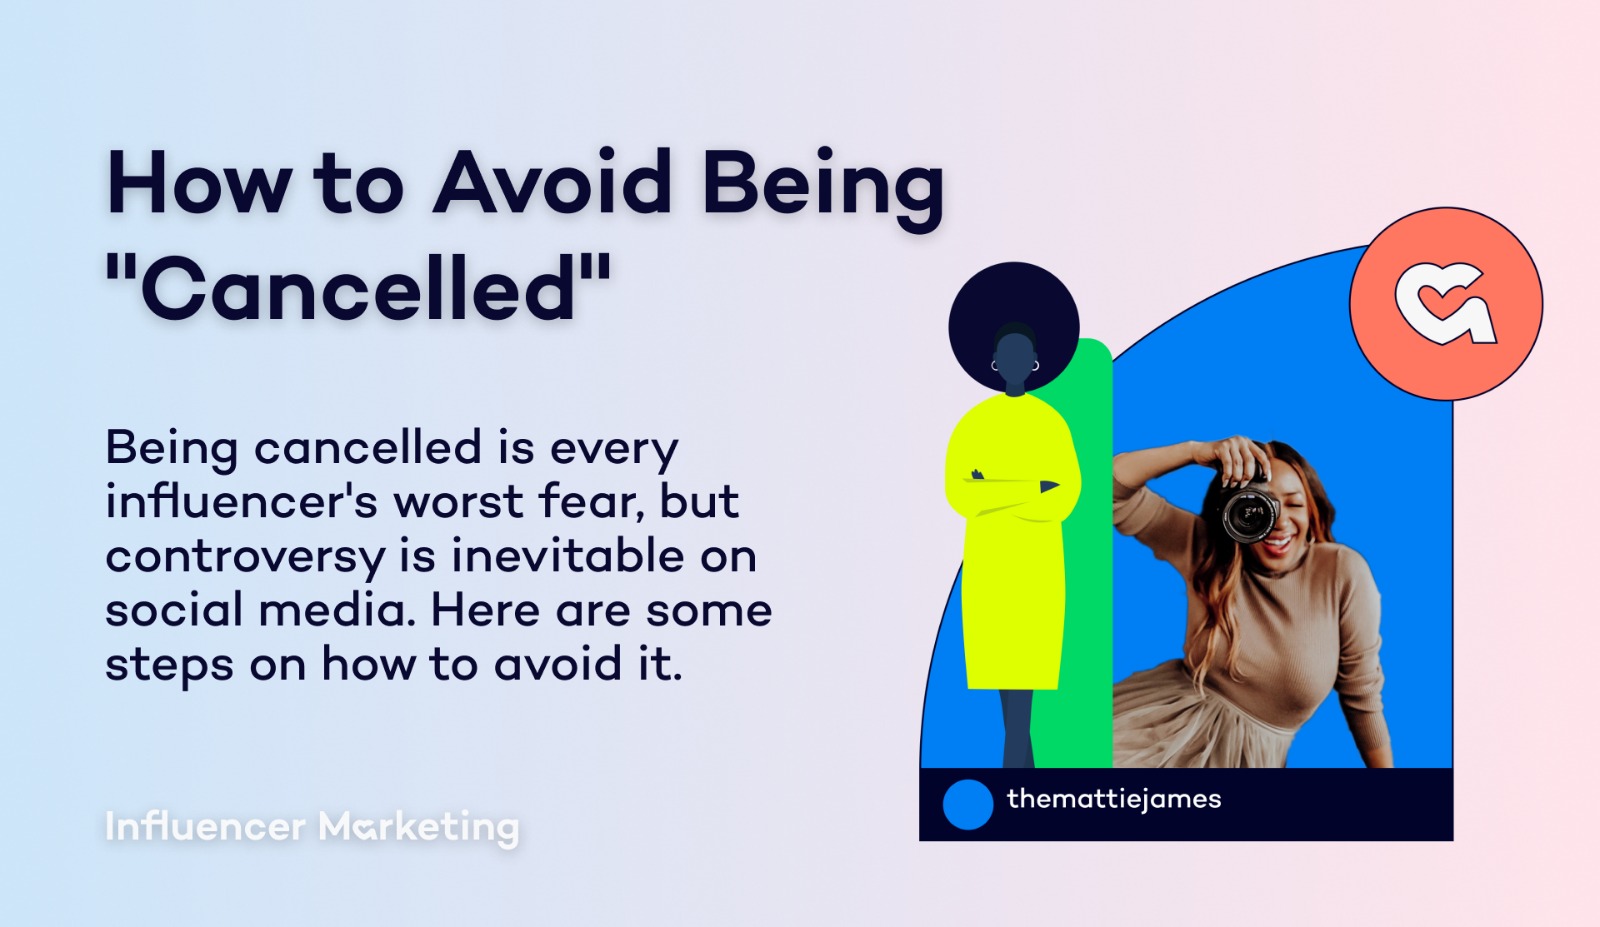 How to Avoid Being
"Cancelled"
Being cancelled is every
influencer's worst fear, but
controversy is inevitable on
social media. Here are some
steps on how to avoid it.
Influencer Marketing
themattiejames